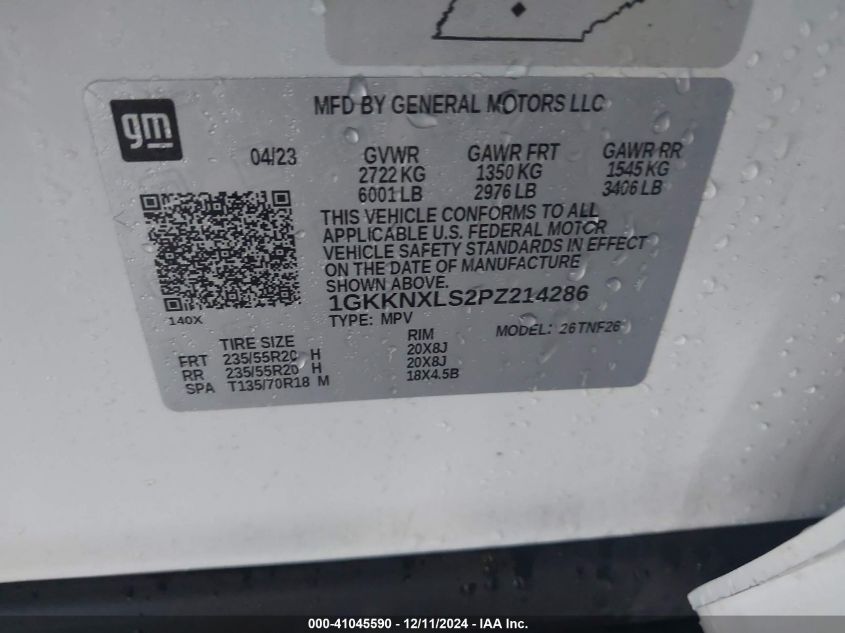 gm
MFD BY GENERAL MOTORS LLC
04/23
GVWR GAWR FRT GAWR RR
2722 KG 1350 KG 1545 KG
6001 LB 2976 LB 3406 LB
THIS VEHICLE CONFORMS TO ALL
APPLICABLE U.S. FEDERAL MOTOR
VEHICLE SAFETY STANDARDS IN EFFECT
ON THE DATE OF MANUFACTURE
SHOWN ABOVE.
1GKKNXLS2PZ214286
140X
TYPE: MPV MODEL: 26TNF26
TIRE SIZE RIM
FRT 235/55R20 H 20X8J
RR 235/55R20 H 20X8J
SPA T135/70R18 M 18X4.5B
000-41045590 - 12/11/2024 - IAA Inc.